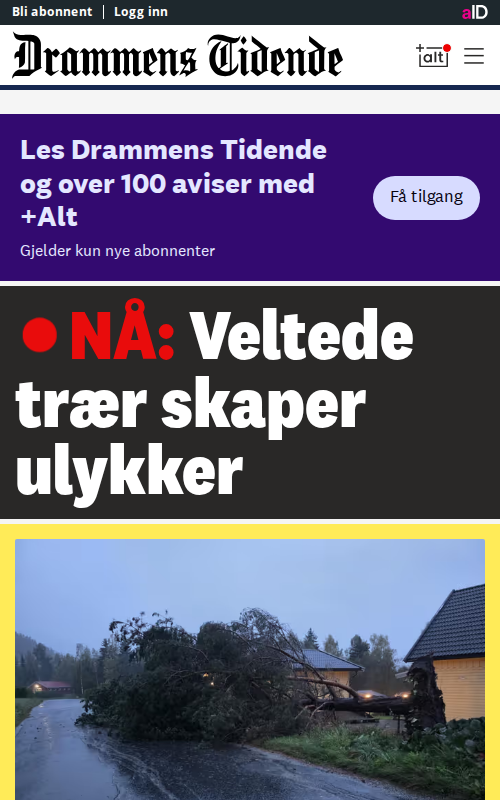 Bli abonnent | Logg inn
aID
Drammens Tidende
+alt
Les Drammens Tidende
og over 100 aviser med
+Alt
Få tilgang
Gjelder kun nye abonnenter
NÅ: Veltede
trær skaper
ulykker